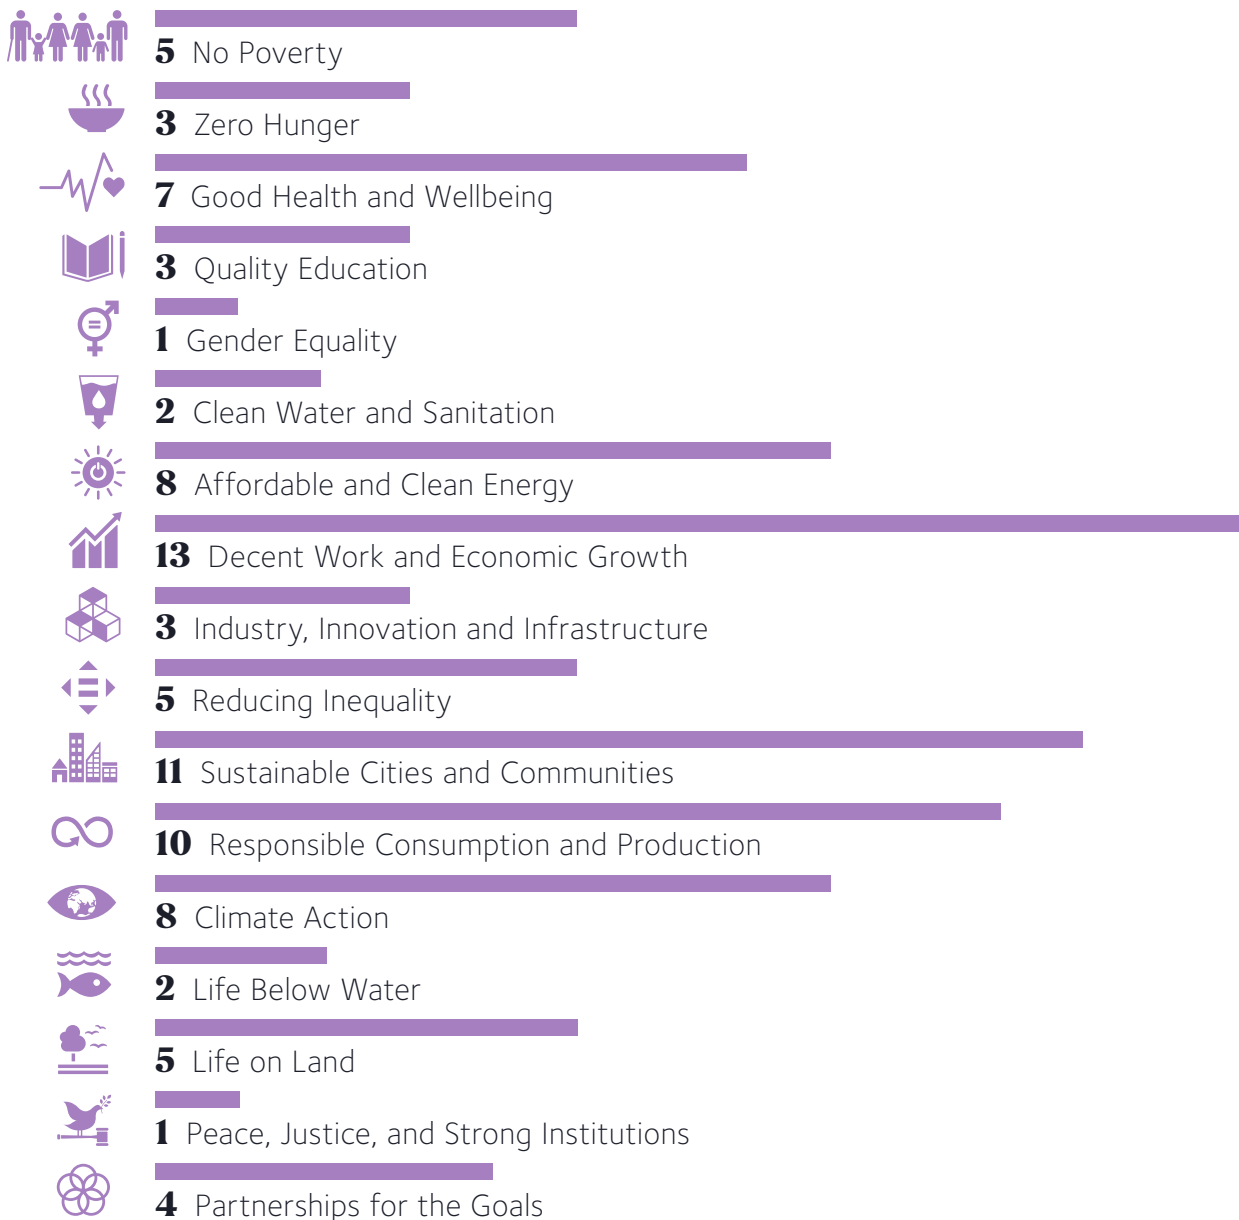 5 No Poverty
3 Zero Hunger
7 Good Health and Wellbeing
3 Quality Education
1 Gender Equality
2 Clean Water and Sanitation
8 Affordable and Clean Energy
13 Decent Work and Economic Growth
3 Industry, Innovation and Infrastructure
5 Reducing Inequality
11 Sustainable Cities and Communities
10 Responsible Consumption and Production
8 Climate Action
2 Life Below Water
5 Life on Land
1 Peace, Justice, and Strong Institutions
4 Partnerships for the Goals